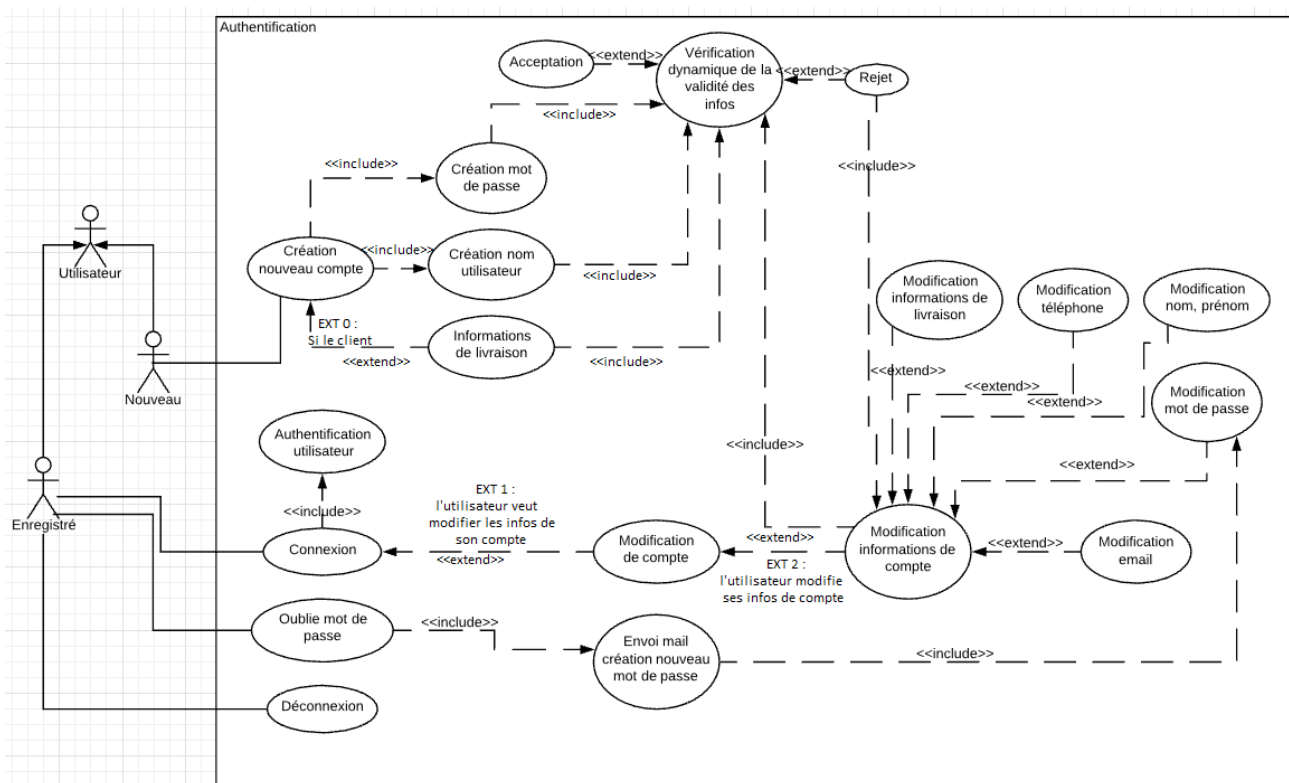 Authentification
Acceptation
<<extend>>
Vérification
dynamique de la
validité des
infos
<<extend>>
Rejet
<<include>>
<<include>>
Création mot
de passe
<<include>>
Utilisateur
Création
nouveau compte
<<include>>
Création nom
utilisateur
<<include>>
Modification
informations de
livraison
Modification
téléphone
Modification
nom, prénom
EXT 0 :
Si le client
<<extend>>
Informations
de livraison
<<include>>
Nouveau
<<extend>>
<<extend>>
<<extend>>
Modification
mot de passe
Authentification
utilisateur
<<include>>
<<extend>>
Enregistré
<<include>>
Connexion
EXT 1 :
l'utilisateur veut
modifier les infos de
son compte
<<extend>>
Modification
de compte
<<extend>>
EXT 2 :
l'utilisateur modifie
ses infos de compte
Modification
informations de
compte
<<extend>>
Modification
email
Oublie mot de
passe
<<include>>
Envoi mail
création nouveau
mot de passe
<<include>>
Déconnexion